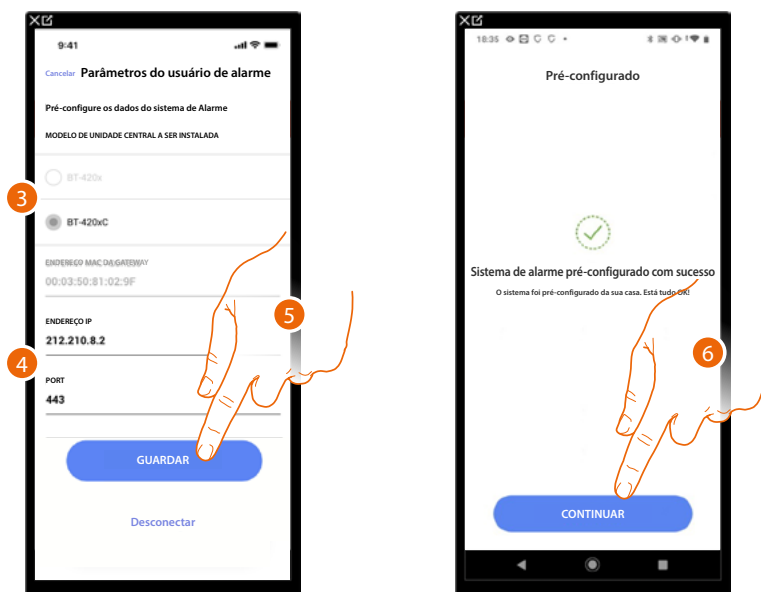 9:41
Cancelar Parâmetros do usuário de alarme
Pré-configure os dados do sistema de Alarme
MODELO DE UNIDADE CENTRAL A SER INSTALADA
BT-420x
3
BT-420xC
ENDEREÇO MAC DA GATEWAY
00:03:50:81:02:9F
5
ENDEREÇO IP
212.210.8.2
4
PORT
443
GUARDAR
Desconectar
18:35
Pré-configurado
Sistema de alarme pré-configurado com sucesso
O sistema foi pré-configurado da sua casa. Está tudo OK!
6
CONTINUAR